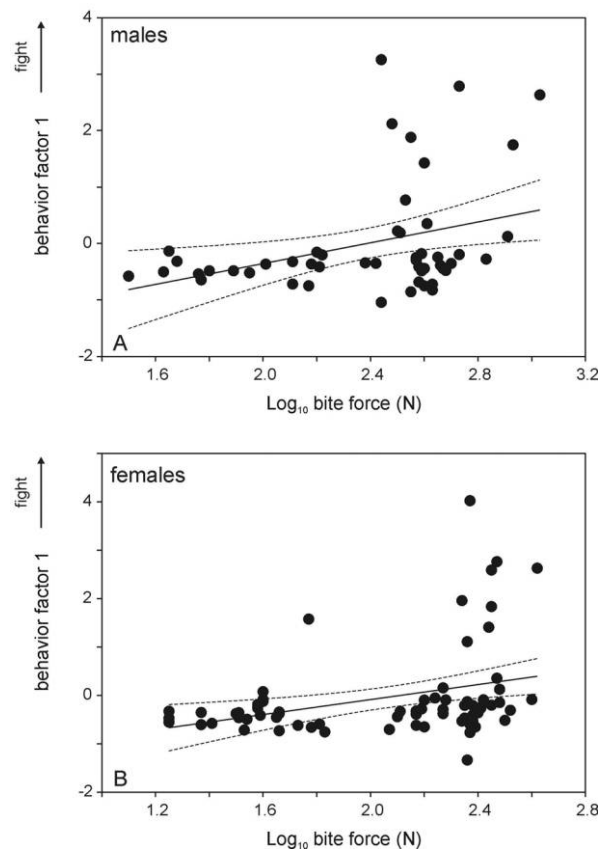 fight
behavior factor 1
males
4
2
-0
-2
A
1.6
2.0
2.4
2.8
3.2
Log₁₀ bite force (N)
fight
behavior factor 1
females
4
2
-0
-2
B
1.2
1.6
2.0
2.4
2.8
Log₁₀ bite force (N)